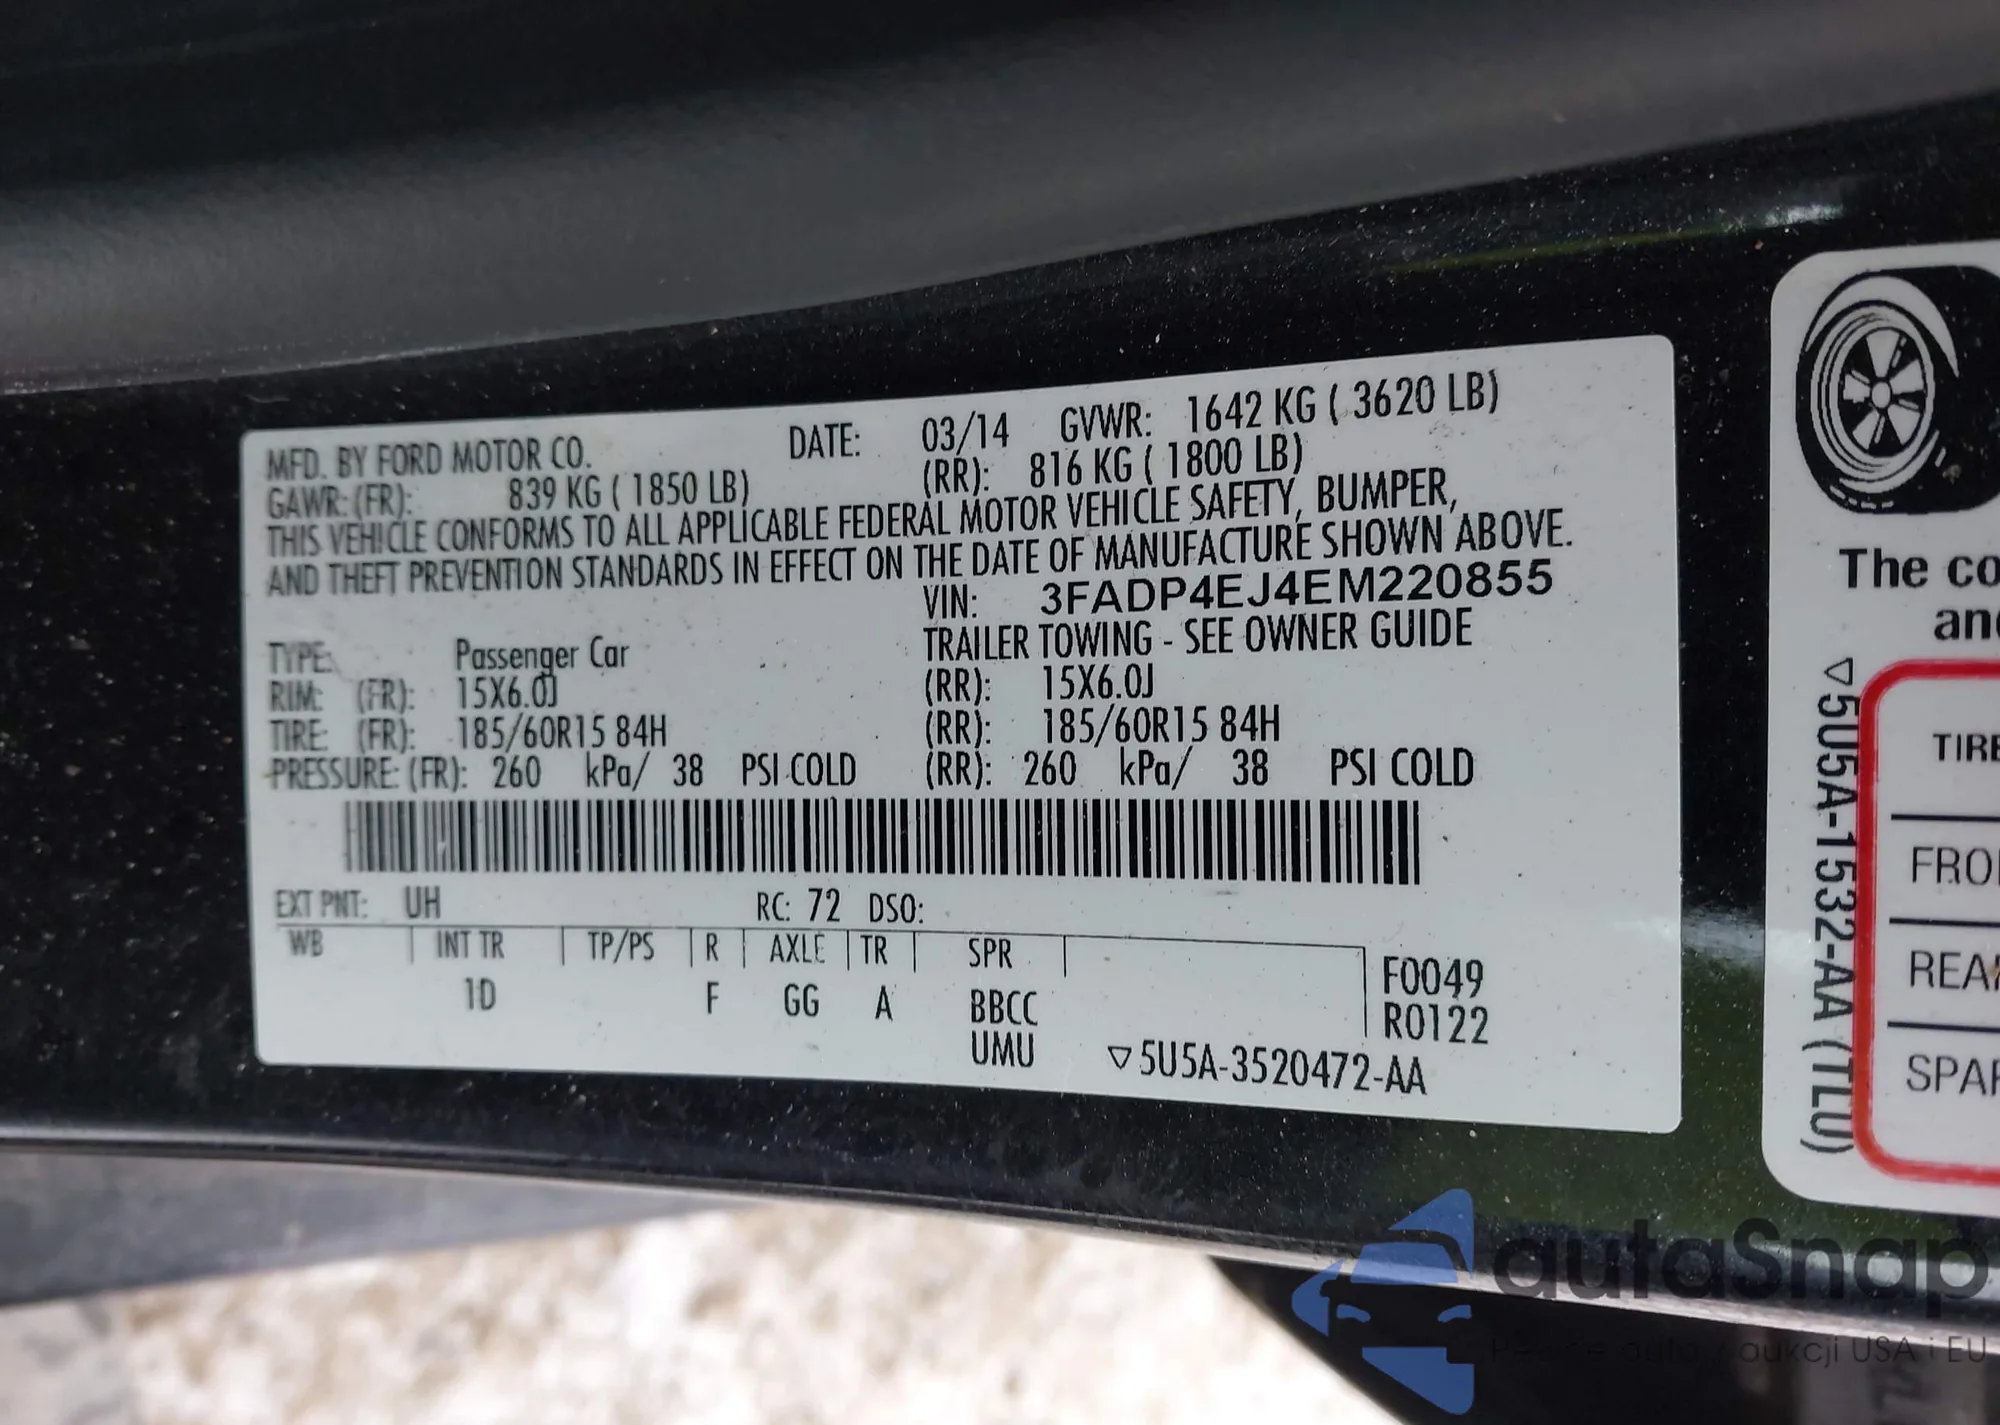 MFD. BY FORD MOTOR CO. DATE: 03/14 GVWR: 1642 KG ( 3620 LB)
GAWR: (FR): 839 KG ( 1850 LB) (RR): 816 KG ( 1800 LB)
THIS VEHICLE CONFORMS TO ALL APPLICABLE FEDERAL MOTOR VEHICLE SAFETY, BUMPER,
AND THEFT PREVENTION STANDARDS IN EFFECT ON THE DATE OF MANUFACTURE SHOWN ABOVE.
VIN: 3FADP4EJ4EM220855
TYPE: Passenger Car TRAILER TOWING - SEE OWNER GUIDE
RIM: (FR): 15X6.0J (RR): 15X6.0J
TIRE: (FR): 185/60R15 84H (RR): 185/60R15 84H
PRESSURE: (FR): 260 kPa/ 38 PSI COLD (RR): 260 kPa/ 38 PSI COLD
EXT PNT: UH RC: 72 DSO:
WB INT TR TP/PS R AXLE TR SPR
1D F GG A BBCC
UMU
F0049
R0122
▽5U5A-3520472-AA
The co
and
▽5U5A-1532-AA (TL0)
TIRE
FRO
REA
SPA
autaSnap
aukcji USA i EU